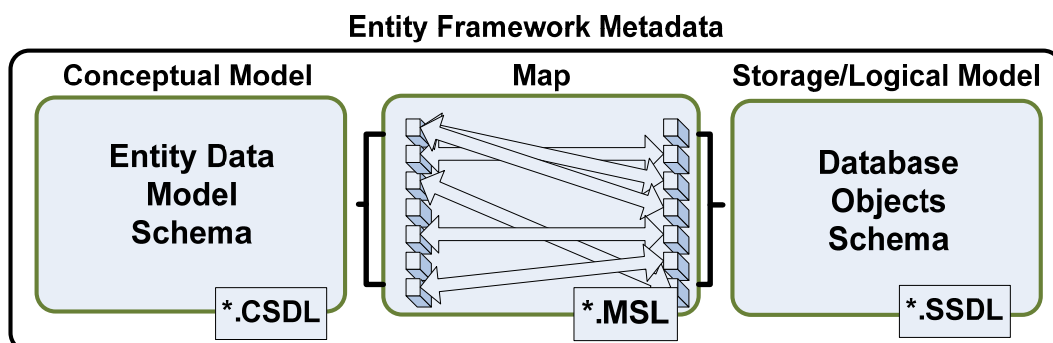 Entity Framework Metadata
Conceptual Model
Map
Storage/Logical Model
Entity Data
Model
Schema
Database
Objects
Schema
*.CSDL
*.MSL
*.SSDL